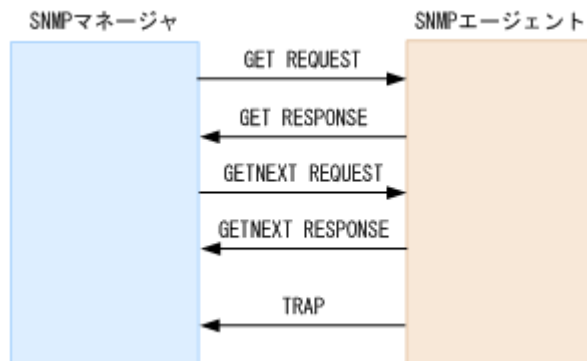 SNMPマネージャ
SNMPエージェント
GET REQUEST
GET RESPONSE
GETNEXT REQUEST
GETNEXT RESPONSE
TRAP